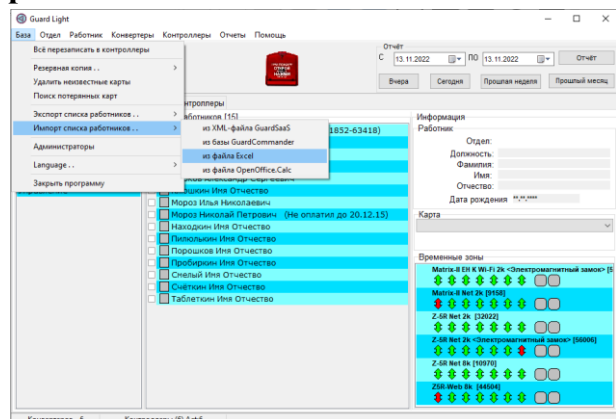 Guard Light
База Отдел Работник Конвертеры Контроллеры Отчеты Помощь
Всё перезаписать в контроллеры
Резервная копия . .
Удалить неизвестные карты
Поиск потерянных карт
Экспорт списка работников . .
Импорт списка работников . .
Администраторы
Language . .
Закрыть программу
из XML-файла GuardSaaS
из базы GuardCommander
из файла Excel
из файла OpenOffice.Calc
Отчёт
С 13.11.2022 ПО 13.11.2022 Отчёт
Вчера Сегодня Прошлая неделя Прошлый месяц
нтроллеры
аботников [15]
1852-63418)
Имя Отчество
Мороз Илья Николаевич
Мороз Николай Петрович (Не оплатил до 20.12.15)
Находкин Имя Отчество
Пилюлькин Имя Отчество
Порошков Имя Отчество
Пробиркин Имя Отчество
Смелый Имя Отчество
Счёткин Имя Отчество
Таблеткин Имя Отчество
Информация
Работник
Отдел:
Должность:
Фамилия:
Имя:
Отчество:
Дата рождения **.**.****
Карта
Временные зоны
Matrix-II EH K Wi-Fi 2k <Электромагнитный замок> [5
Matrix-II Net 2k [9158]
Z-5R Net 2k [32022]
Z-5R Net 2k <Электромагнитный замок> [56006]
Z-5R Net 8k [10970]
Z5R-Web 8k [44504]